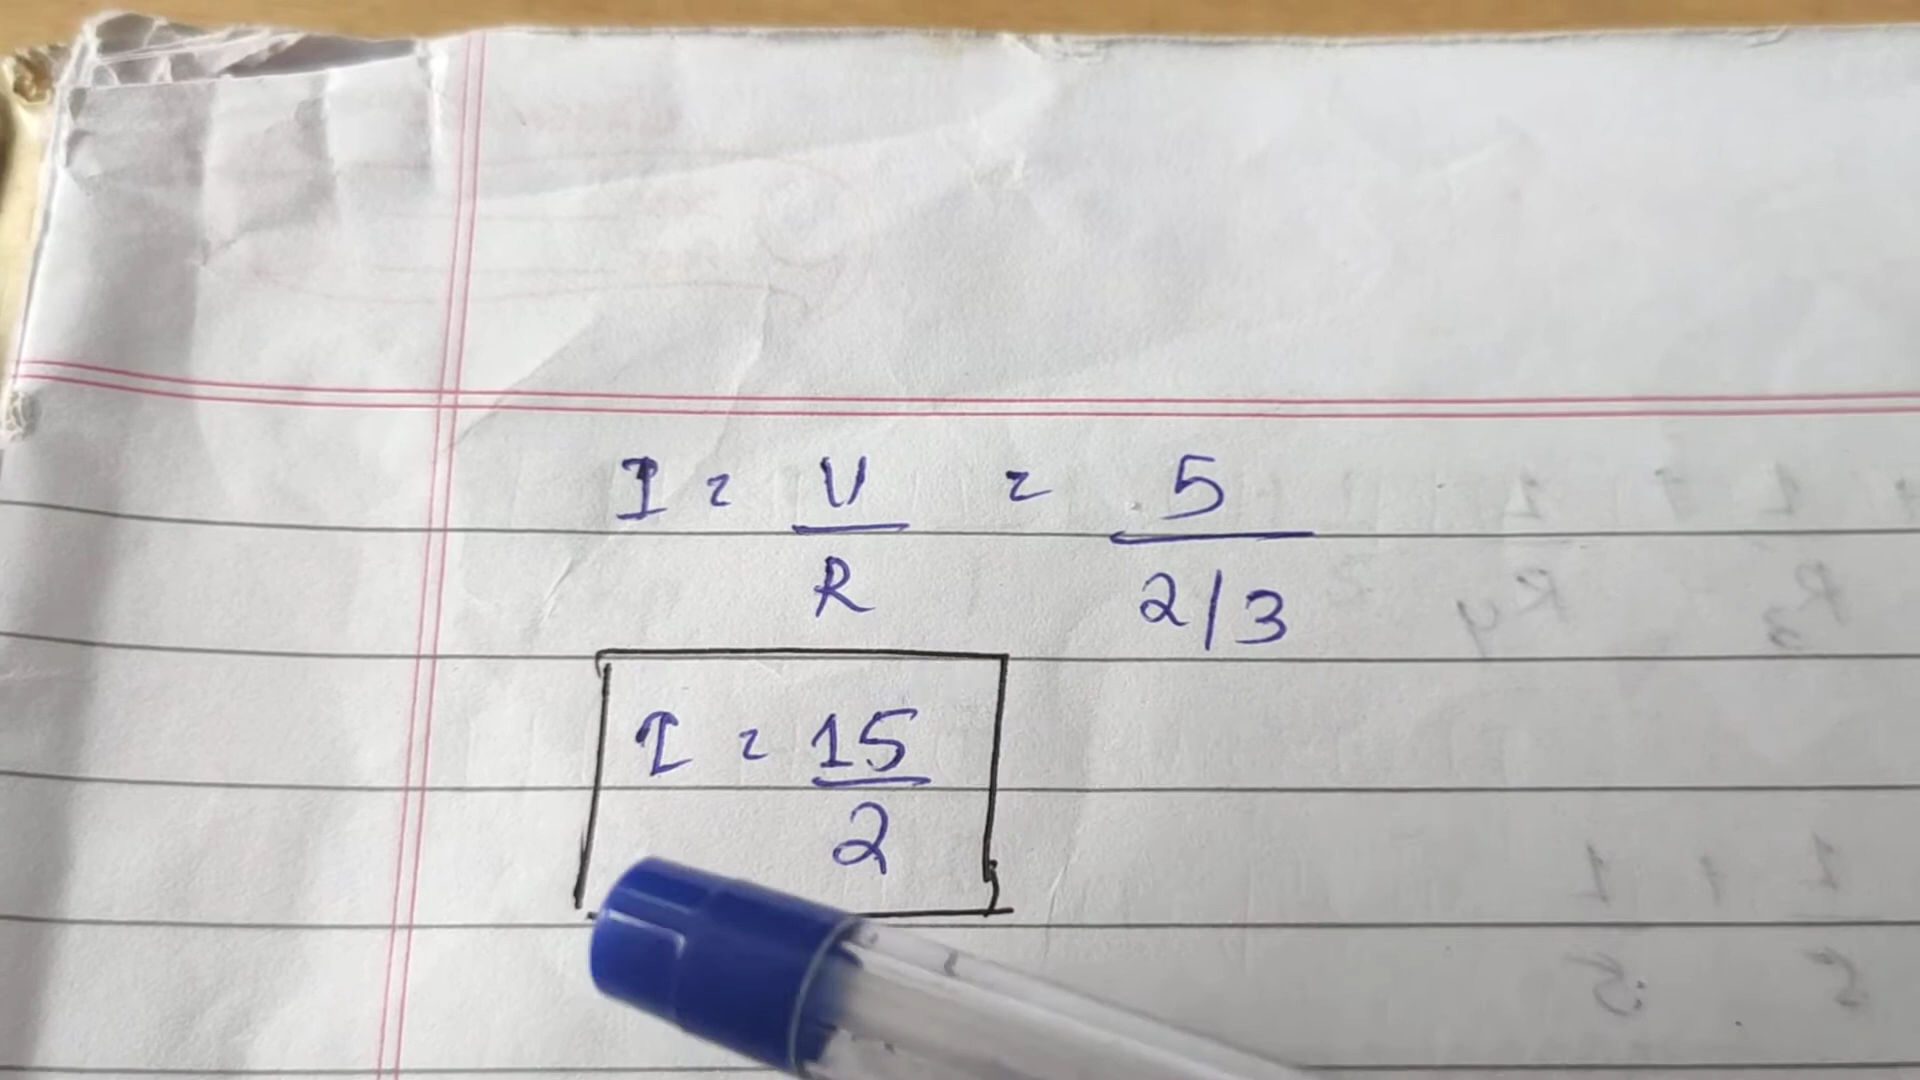 I = V/R = 5/2/3
I = 15/2